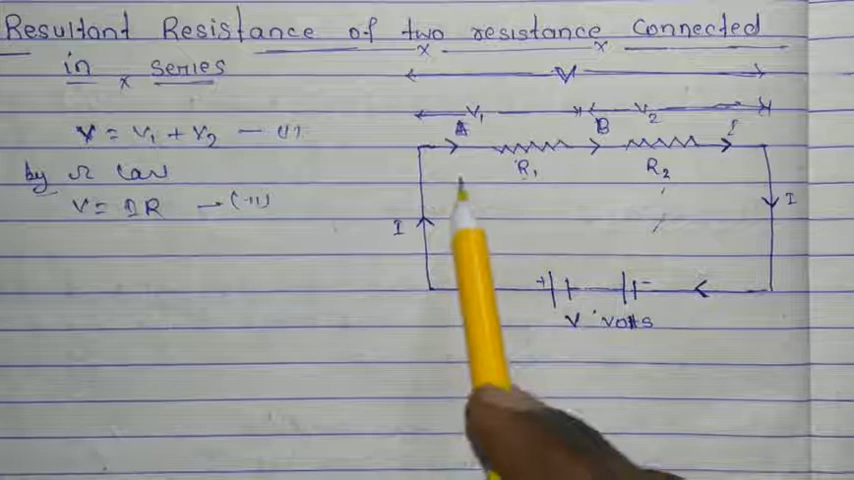 Resultant Resistance of two resistance Connected
in series
V
V1 V2
V = V1 + V2 — (I)
A B
by Ω Law
R1 R2
V = IR → (II)
I I
+ −
V volts